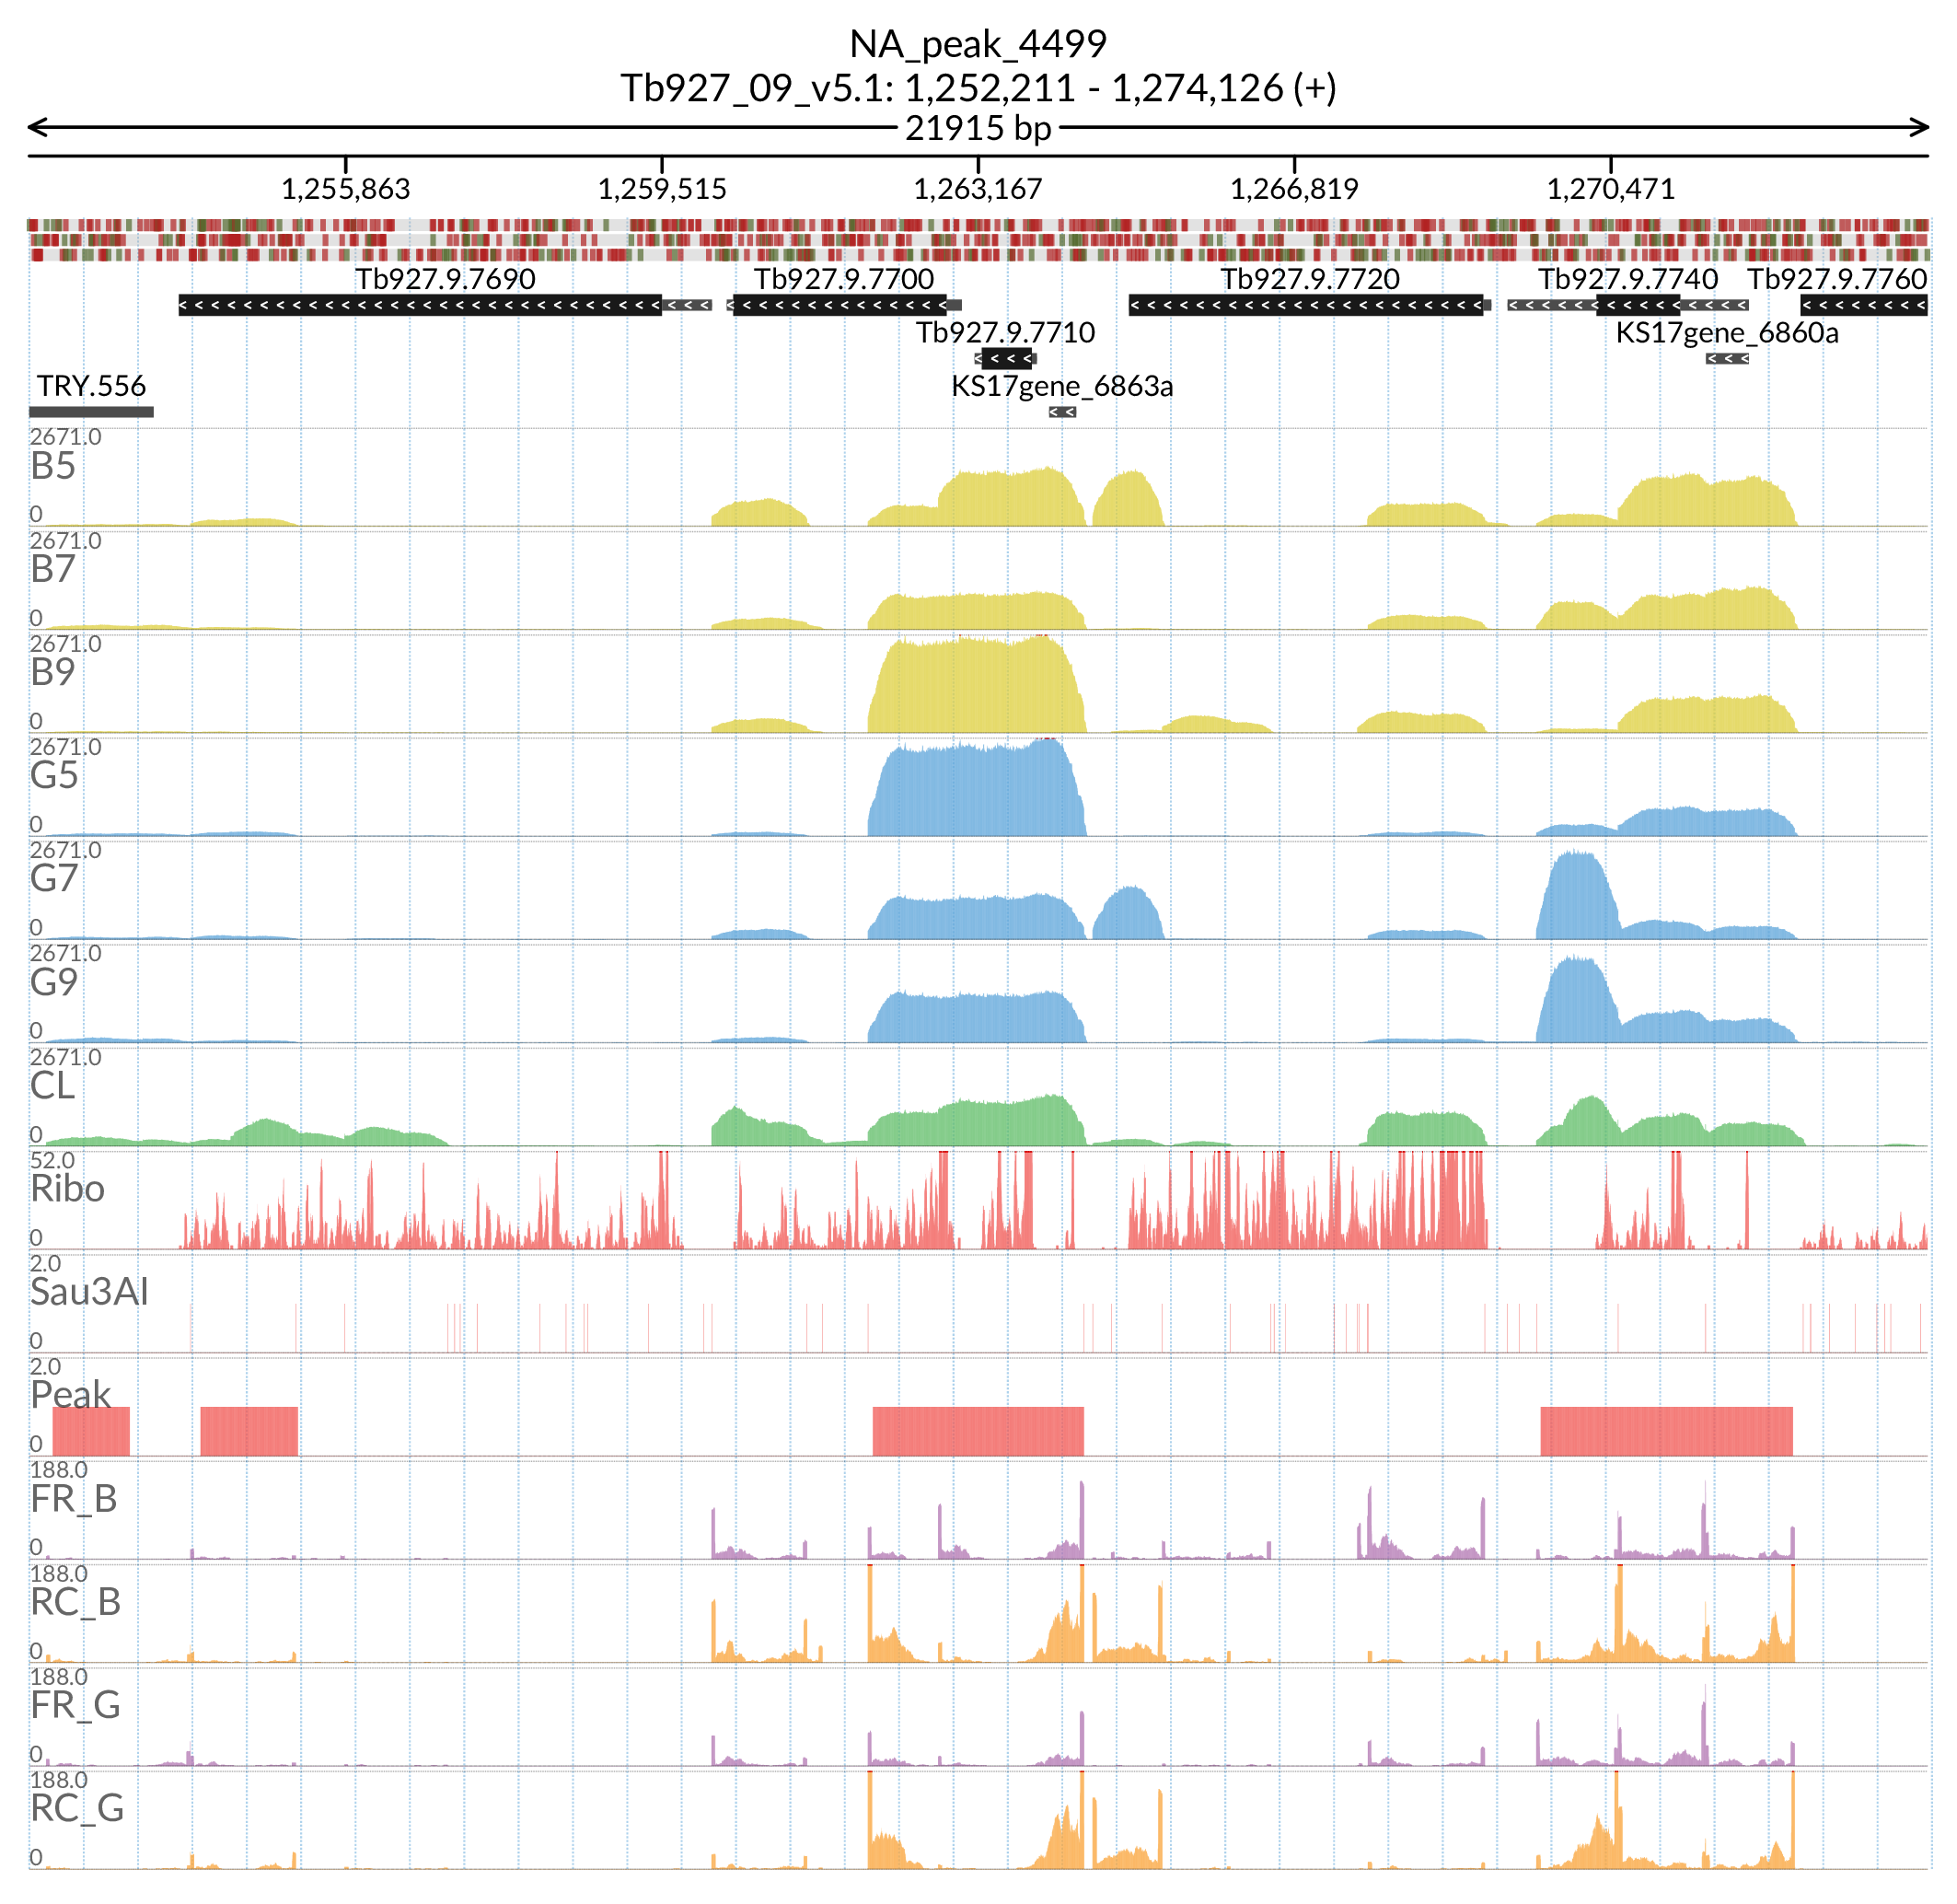 NA_peak_4499
Tb927_09_v5.1: 1,252,211 - 1,274,126 (+)
21915 bp
1,255,863 1,259,515 1,263,167 1,266,819 1,270,471
Tb927.9.7690 Tb927.9.7700 Tb927.9.7720 Tb927.9.7740 Tb927.9.7760
Tb927.9.7710 KS17gene_6860a
TRY.556 KS17gene_6863a
2671.0
B5
0
2671.0
B7
0
2671.0
B9
0
2671.0
G5
0
2671.0
G7
0
2671.0
G9
0
2671.0
CL
0
52.0
Ribo
0
2.0
Sau3AI
0
2.0
Peak
0
188.0
FR_B
0
188.0
RC_B
0
188.0
FR_G
0
188.0
RC_G
0